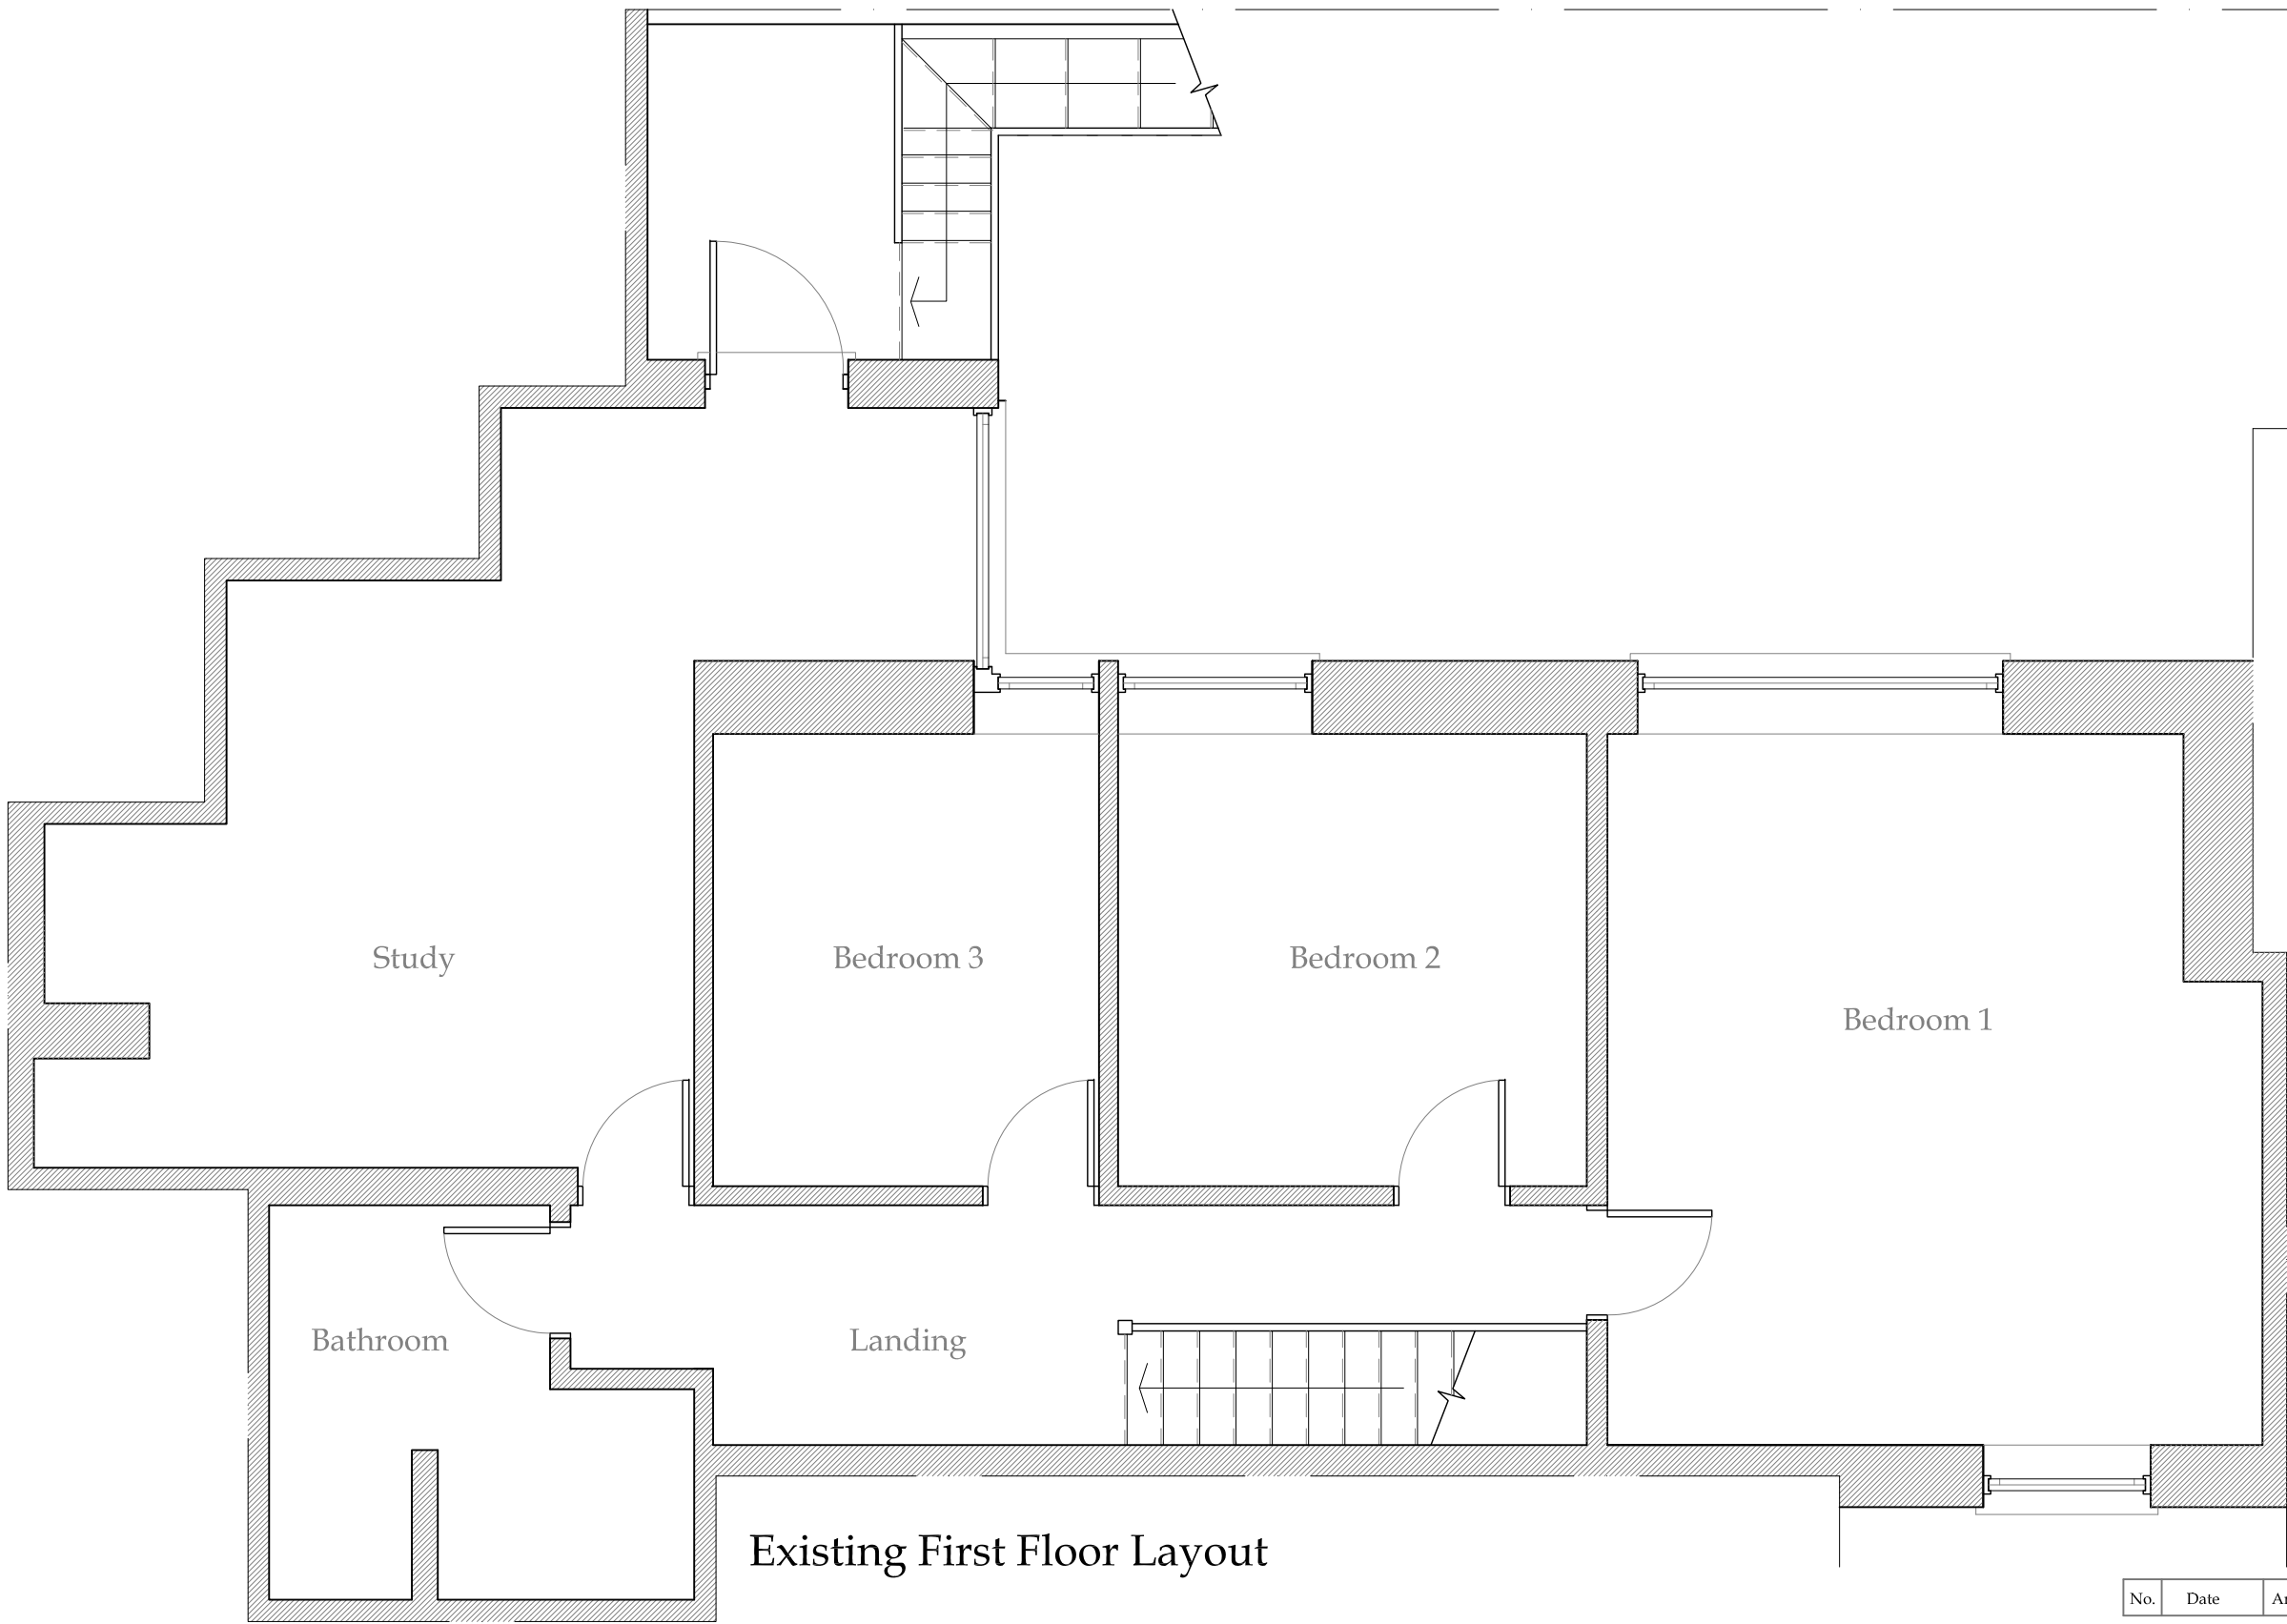 Study
Bedroom 3
Bedroom 2
Bedroom 1
Bathroom
Landing
Existing First Floor Layout
No. Date